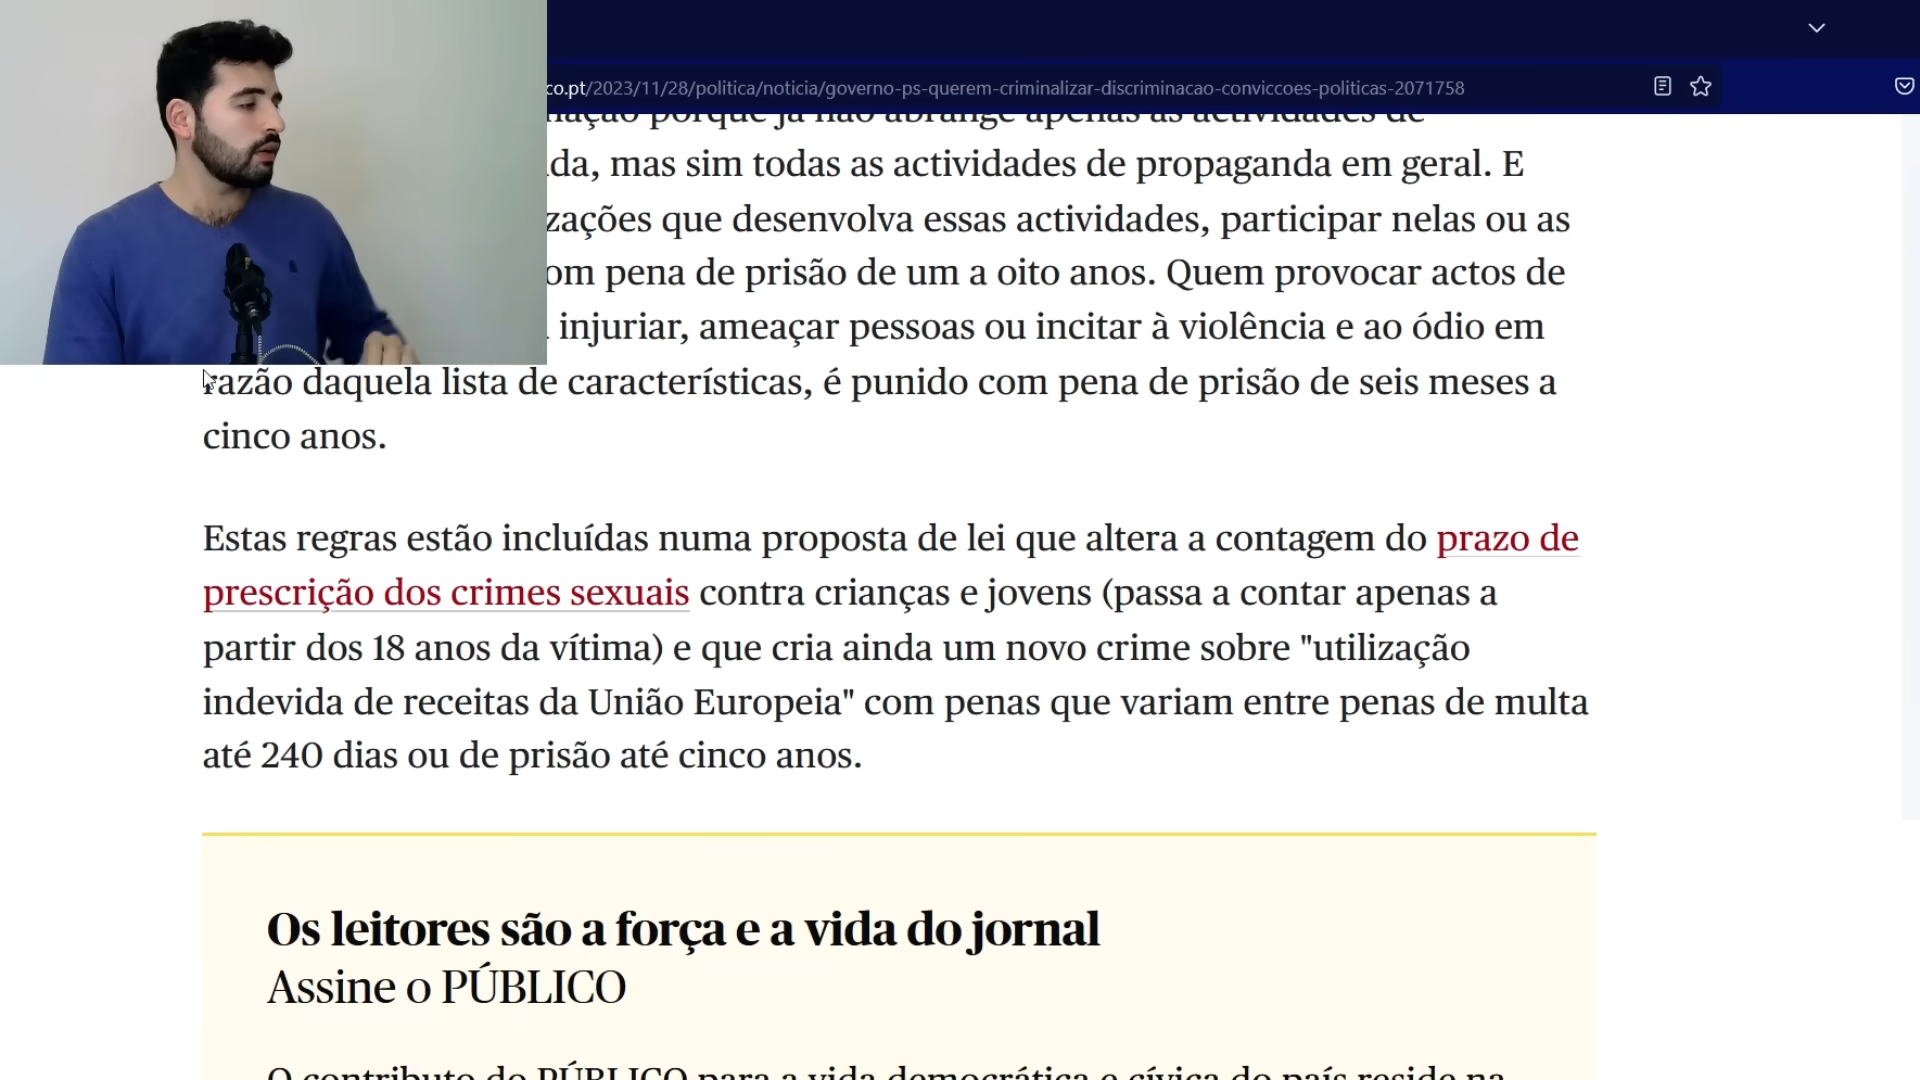 co.pt/2023/11/28/politica/noticia/governo-ps-querem-criminalizar-discriminacao-conviccoes-politicas-2071758
nação porque já não abrange apenas as actividades de
da, mas sim todas as actividades de propaganda em geral. E
zações que desenvolva essas actividades, participar nelas ou as
om pena de prisão de um a oito anos. Quem provocar actos de
injuriar, ameaçar pessoas ou incitar à violência e ao ódio em
razão daquela lista de características, é punido com pena de prisão de seis meses a
cinco anos.
Estas regras estão incluídas numa proposta de lei que altera a contagem do prazo de
prescrição dos crimes sexuais contra crianças e jovens (passa a contar apenas a
partir dos 18 anos da vítima) e que cria ainda um novo crime sobre "utilização
indevida de receitas da União Europeia" com penas que variam entre penas de multa
até 240 dias ou de prisão até cinco anos.
Os leitores são a força e a vida do jornal
Assine o PÚBLICO
O contributo do PÚBLICO para a vida democrática e cívica do país reside na